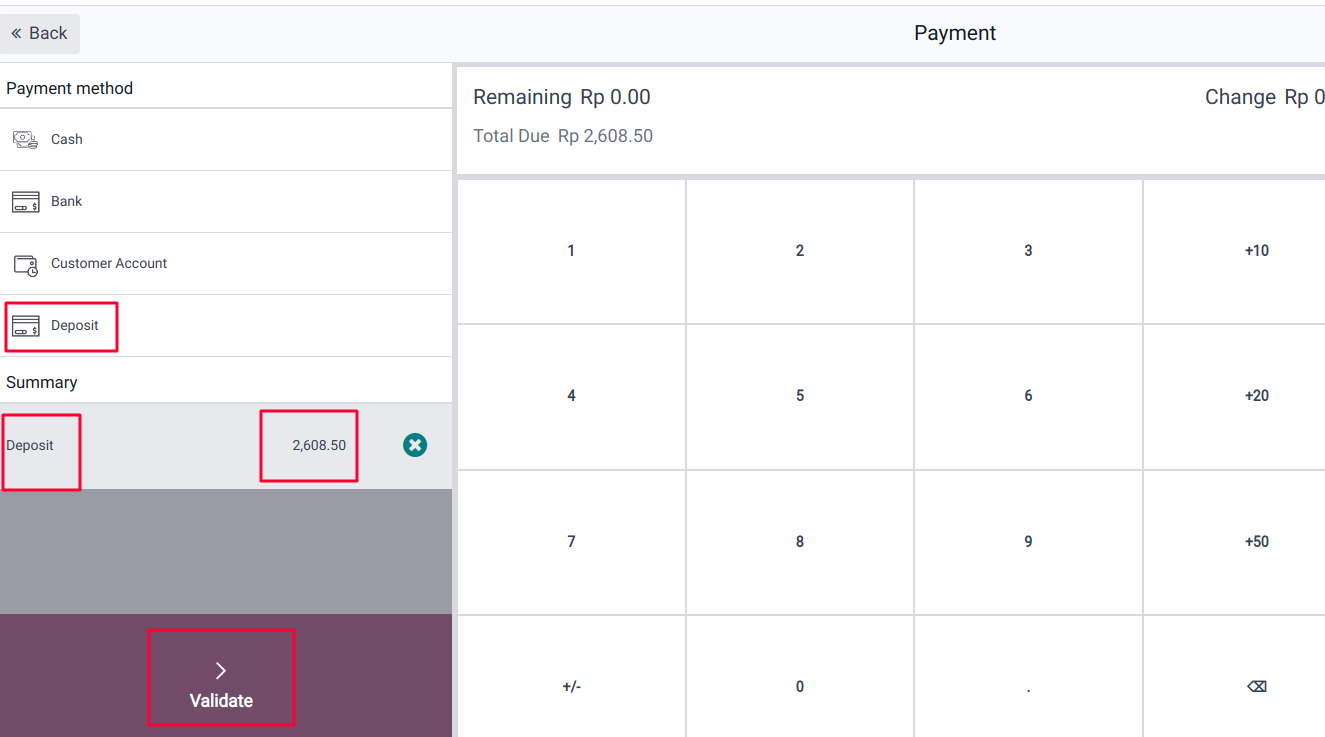 « Back
Payment
Payment method
Cash
Bank
Customer Account
Deposit
Summary
Deposit 2,608.50
Validate
Remaining Rp 0.00
Change Rp 0
Total Due Rp 2,608.50
1 2 3 +10
4 5 6 +20
7 8 9 +50
+/- 0 .